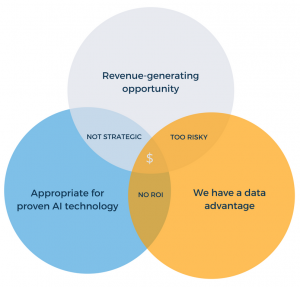 Revenue-generating
opportunity
NOT STRATEGIC
TOO RISKY
$
Appropriate for
proven AI technology
NO ROI
We have a data
advantage